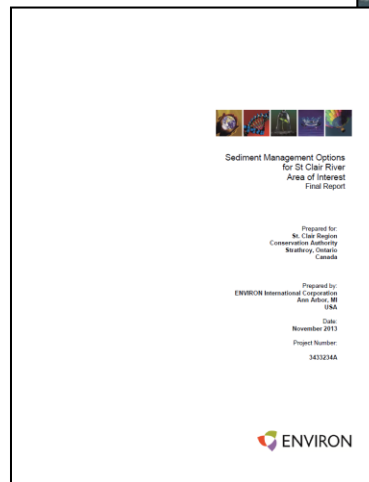 Sediment Management Options
for St Clair River
Area of Interest
Final Report
Prepared for:
St. Clair Region
Conservation Authority
Strathroy, Ontario
Canada
Prepared by:
ENVIRON International Corporation
Ann Arbor, MI
USA
Date:
November 2013
Project Number:
3433234A
ENVIRON